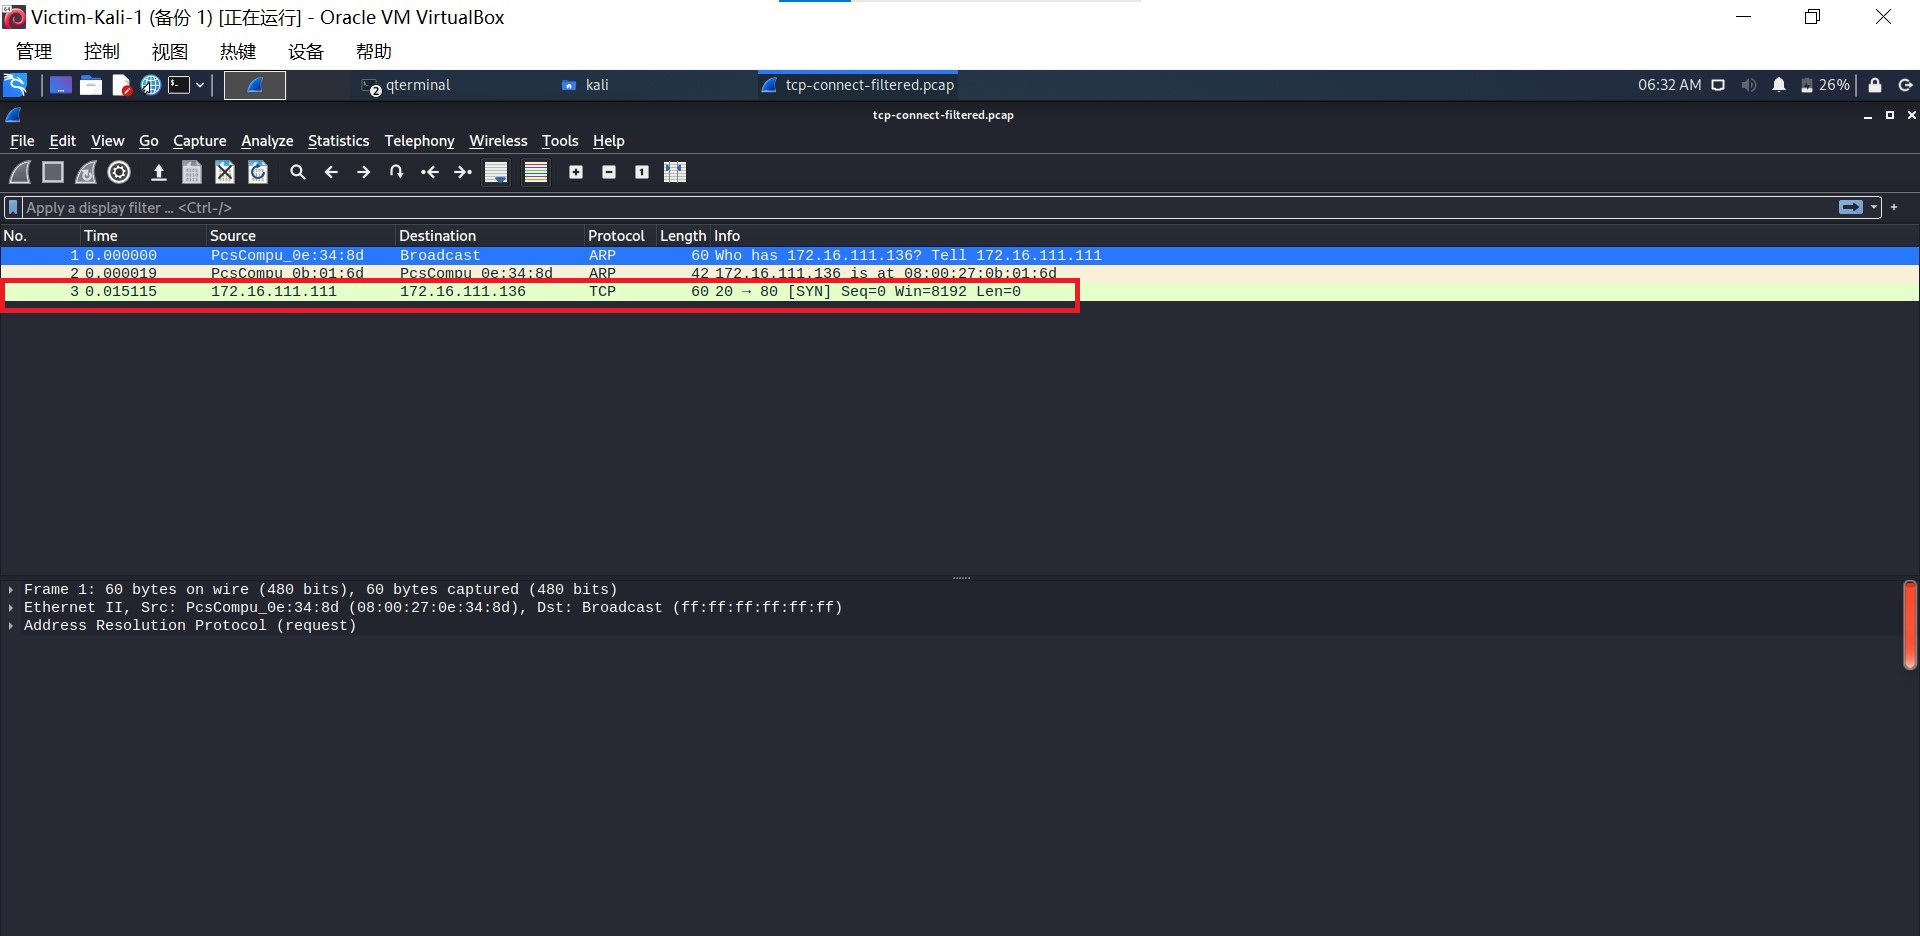 Victim-Kali-1 (备份 1) [正在运行] - Oracle VM VirtualBox
管理 控制 视图 热键 设备 帮助
2 qterminal kali tcp-connect-filtered.pcap 06:32 AM 26%
tcp-connect-filtered.pcap
File Edit View Go Capture Analyze Statistics Telephony Wireless Tools Help
Apply a display filter ... <Ctrl-/>
No. Time Source Destination Protocol Length Info
1 0.000000 PcsCompu_0e:34:8d Broadcast ARP 60 Who has 172.16.111.136? Tell 172.16.111.111
2 0.000019 PcsCompu_0b:01:6d PcsCompu_0e:34:8d ARP 42 172.16.111.136 is at 08:00:27:0b:01:6d
3 0.015115 172.16.111.111 172.16.111.136 TCP 60 20 → 80 [SYN] Seq=0 Win=8192 Len=0
Frame 1: 60 bytes on wire (480 bits), 60 bytes captured (480 bits)
Ethernet II, Src: PcsCompu_0e:34:8d (08:00:27:0e:34:8d), Dst: Broadcast (ff:ff:ff:ff:ff:ff)
Address Resolution Protocol (request)